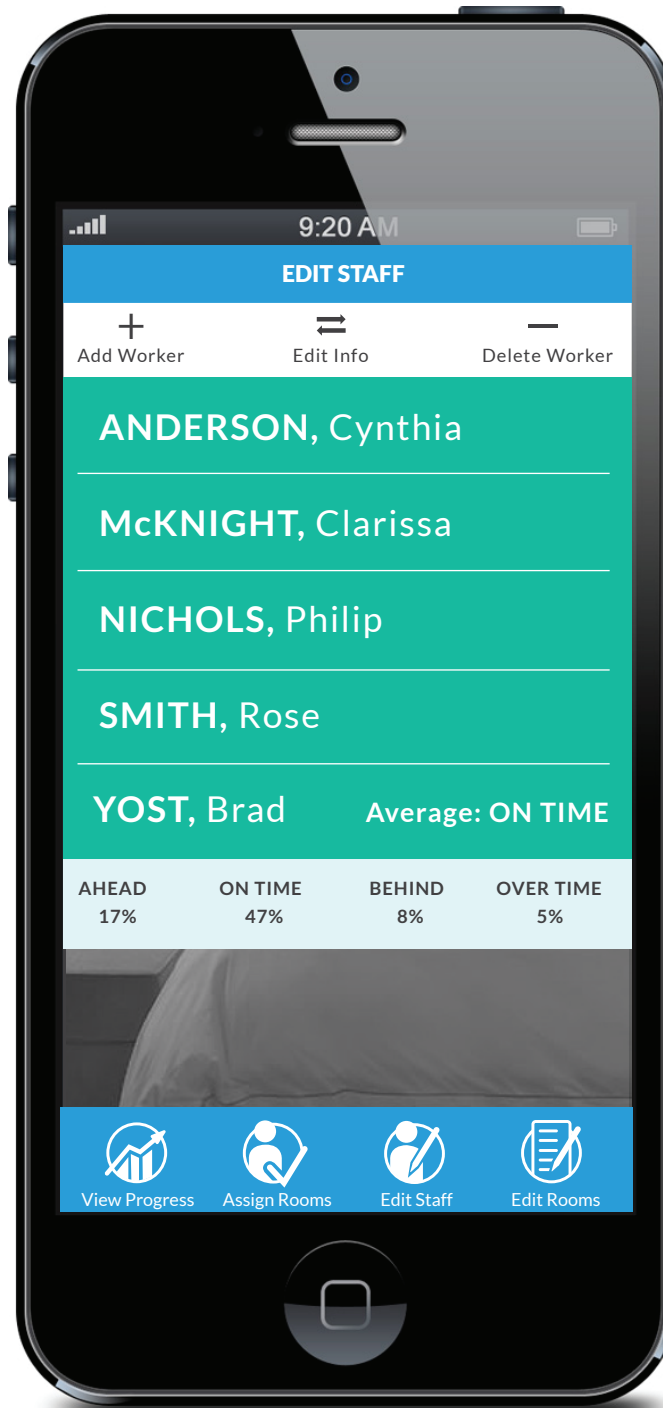 9:20 AM
EDIT STAFF
Add Worker Edit Info Delete Worker
ANDERSON, Cynthia
McKNIGHT, Clarissa
NICHOLS, Philip
SMITH, Rose
YOST, Brad Average: ON TIME
AHEAD ON TIME BEHIND OVER TIME
17% 47% 8% 5%
View Progress Assign Rooms Edit Staff Edit Rooms